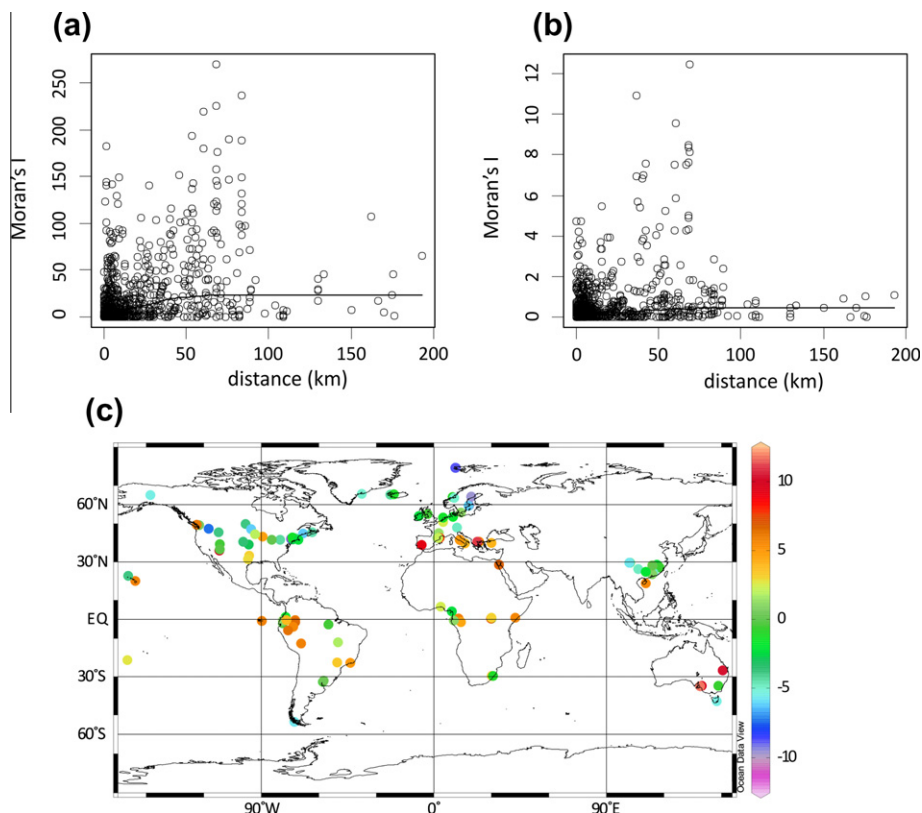 (a)
(b)
Moran's I
250
200
150
100
50
0
0 50 100 150 200
distance (km)
Moran's I
12
10
8
6
4
2
0
0 50 100 150 200
distance (km)
(c)
60°N
30°N
EQ
30°S
60°S
90°W 0° 90°E
10
5
0
-5
-10
Ocean Data View